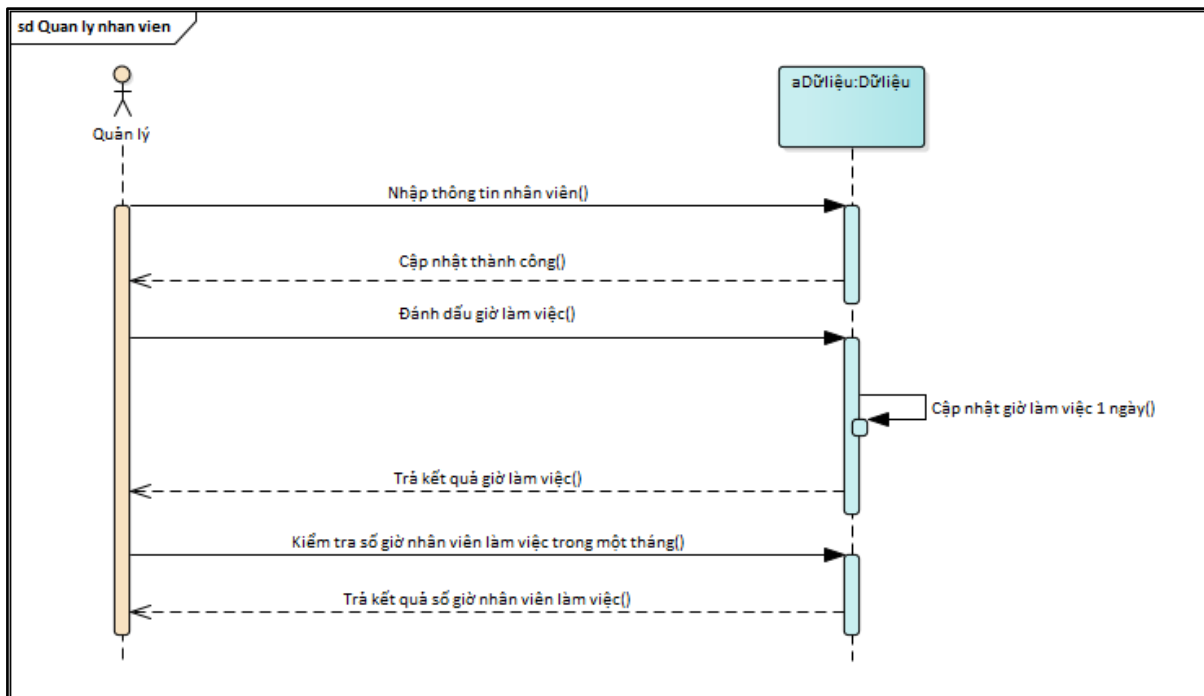 sd Quan ly nhan vien
Quản lý
aDữliệu:Dữliệu
Nhập thông tin nhân viên()
Cập nhật thành công()
Đánh dấu giờ làm việc()
Cập nhật giờ làm việc 1 ngày()
Trả kết quả giờ làm việc()
Kiểm tra số giờ nhân viên làm việc trong một tháng()
Trả kết quả số giờ nhân viên làm việc()